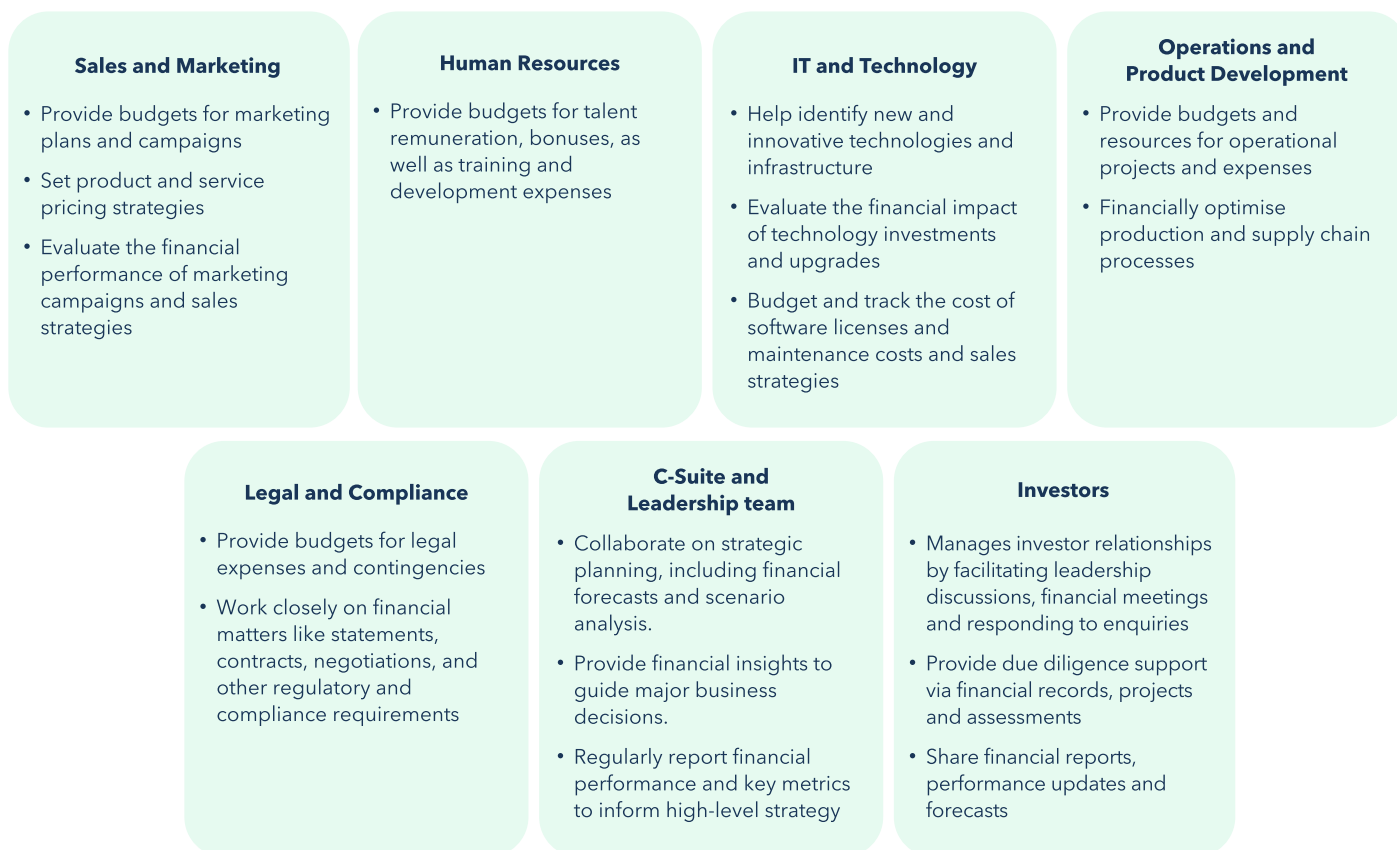 Sales and Marketing
• Provide budgets for marketing
plans and campaigns
• Set product and service
pricing strategies
• Evaluate the financial
performance of marketing
campaigns and sales
strategies
Human Resources
• Provide budgets for talent
remuneration, bonuses, as
well as training and
development expenses
IT and Technology
• Help identify new and
innovative technologies and
infrastructure
• Evaluate the financial impact
of technology investments
and upgrades
• Budget and track the cost of
software licenses and
maintenance costs and sales
strategies
Operations and
Product Development
• Provide budgets and
resources for operational
projects and expenses
• Financially optimise
production and supply chain
processes
Legal and Compliance
• Provide budgets for legal
expenses and contingencies
• Work closely on financial
matters like statements,
contracts, negotiations, and
other regulatory and
compliance requirements
C-Suite and
Leadership team
• Collaborate on strategic
planning, including financial
forecasts and scenario
analysis.
• Provide financial insights to
guide major business
decisions.
• Regularly report financial
performance and key metrics
to inform high-level strategy
Investors
• Manages investor relationships
by facilitating leadership
discussions, financial meetings
and responding to enquiries
• Provide due diligence support
via financial records, projects
and assessments
• Share financial reports,
performance updates and
forecasts